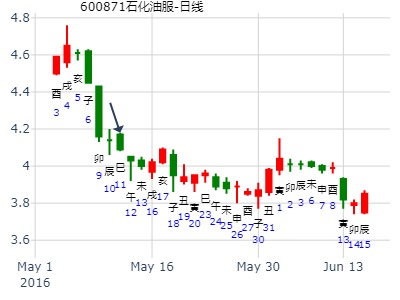 600871石化油服-日线
4.8
4.6
4.4
4.2
4
3.8
3.6
酉
3
戌
4
亥
5
子
6
卯
9
辰
10
巳
11
午
12
未
13
戌
16
亥
17
子
18
丑
19
寅
20
巳
23
午
24
未
25
申
26
酉
27
子
30
丑
31
寅
1
卯
2
辰
3
未
6
申
7
酉
8
寅
13
卯
14
辰
15
May 1
2016
May 16
May 30
Jun 13